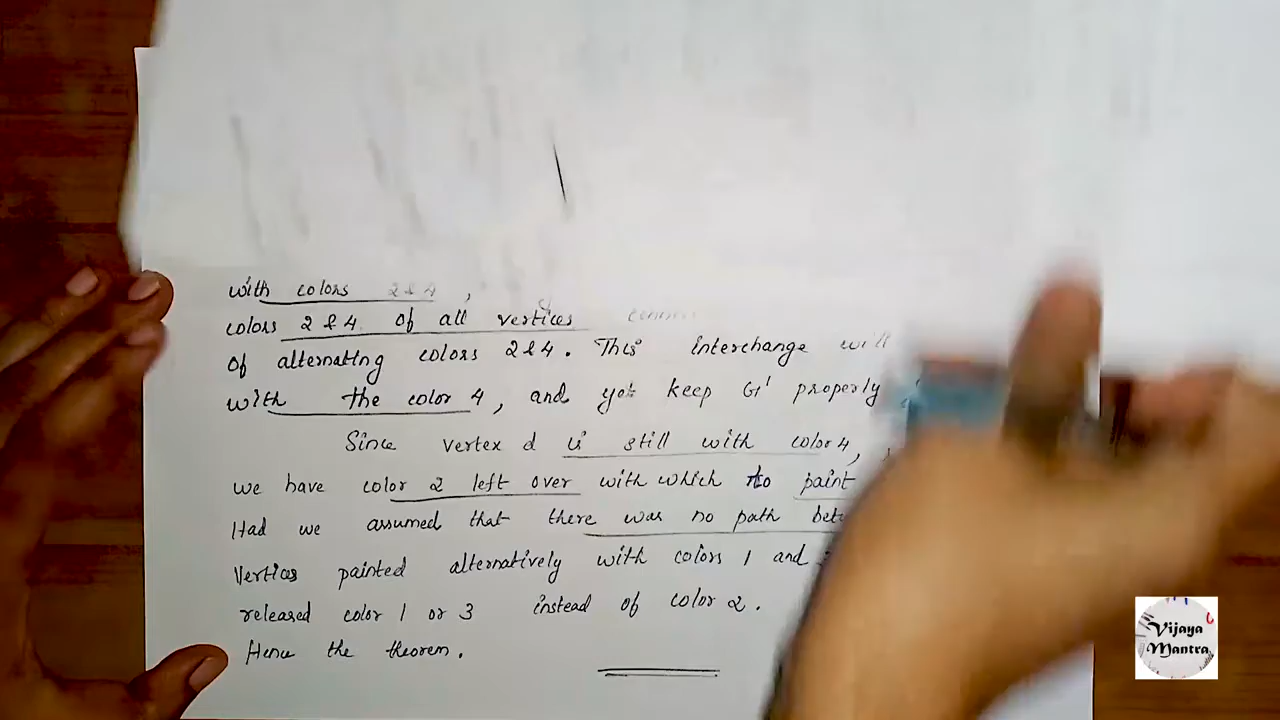 with colors 2 & 4,
colors 2 & 4 of all vertices
of alternating colors 2 & 4. This interchange will
with the color 4, and yet keep G' properly
Since vertex d is still with color 4,
we have color 2 left over with which to paint
Had we assumed that there was no path
Vertices painted alternatively with colors 1 and
released color 1 or 3 instead of color 2.
Hence the theorem.
Vijaya
Mantra